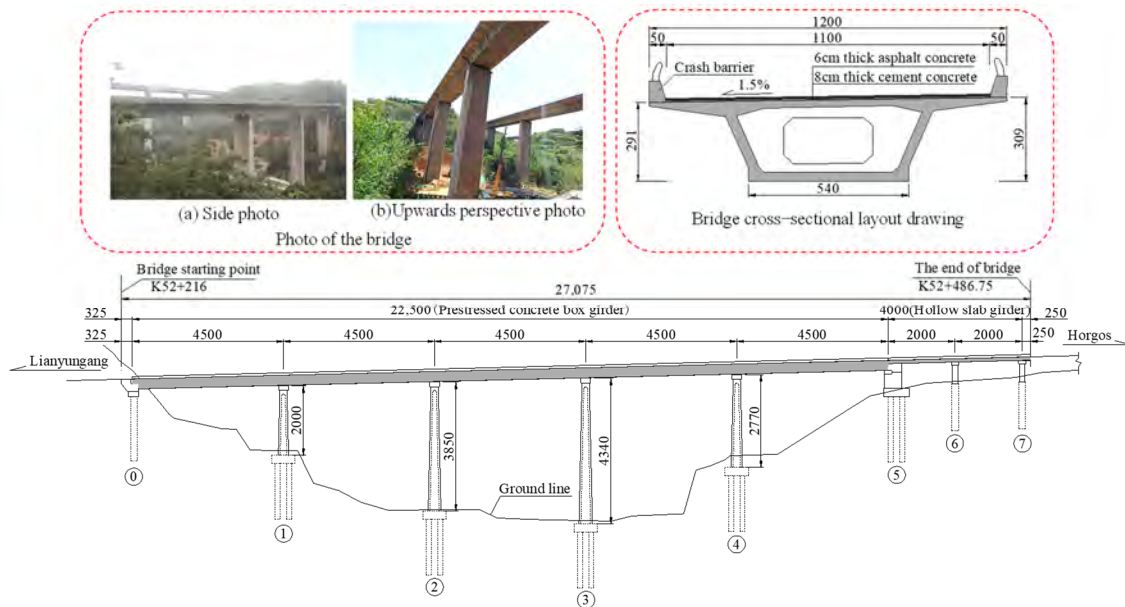 (a) Side photo
(b)Upwards perspective photo
Photo of the bridge
1200
50
1100
50
6cm thick asphalt concrete
8cm thick cement concrete
Crash barrier
1.5%
291
309
540
Bridge cross-sectional layout drawing
Bridge starting point
K52+216
The end of bridge
K52+486.75
27,075
325
22,500(Prestressed concrete box girder)
4000(Hollow slab girder)
250
325
4500
4500
4500
4500
4500
2000
2000
250
Lianyungang
Horgos
2000
3850
4340
2770
Ground line
0
1
2
3
4
5
6
7